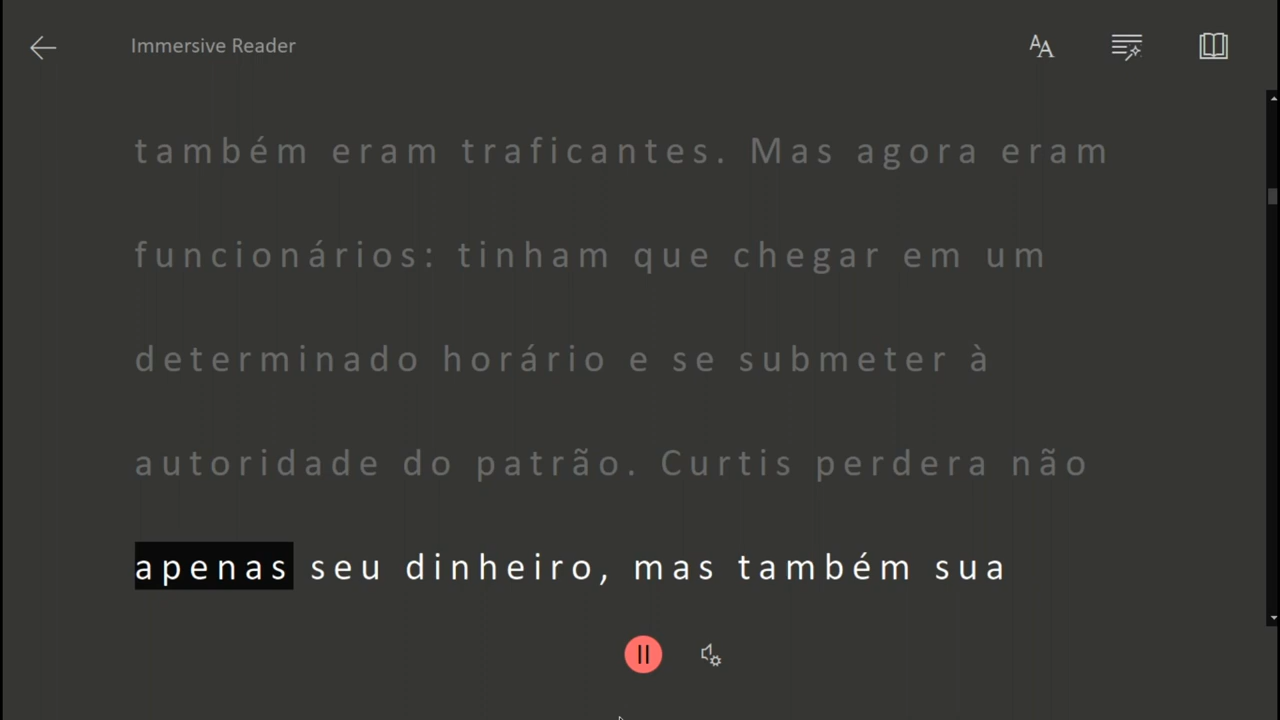 Immersive Reader
também eram traficantes. Mas agora eram
funcionários: tinham que chegar em um
determinado horário e se submeter à
autoridade do patrão. Curtis perdera não
apenas seu dinheiro, mas também sua